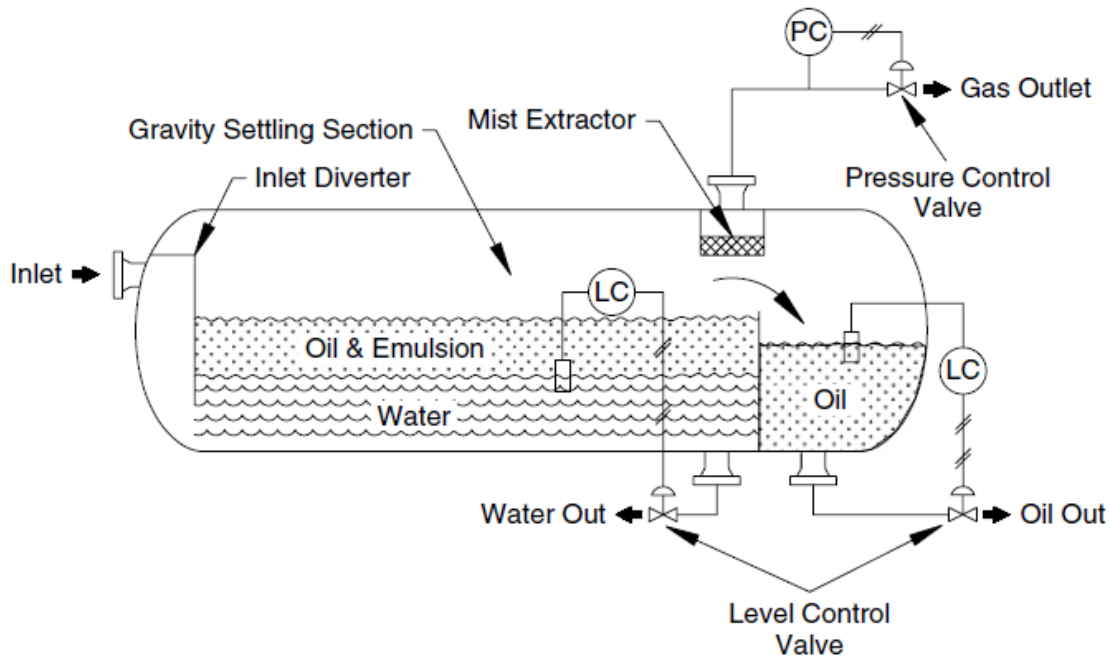 PC
Gas Outlet
Mist Extractor
Gravity Settling Section
Pressure Control
Valve
Inlet Diverter
Inlet
LC
Oil & Emulsion
LC
Oil
Water
Water Out
Oil Out
Level Control
Valve